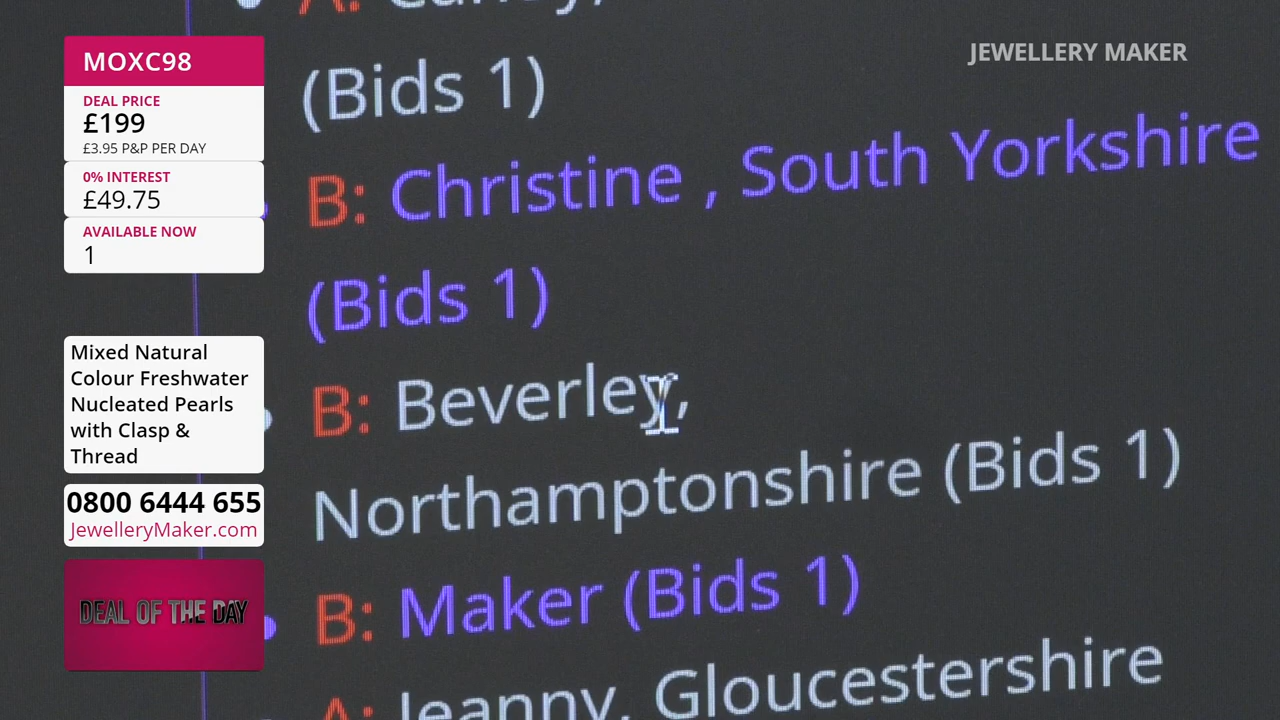 MOXC98
DEAL PRICE
£199
£3.95 P&P PER DAY
0% INTEREST
£49.75
AVAILABLE NOW
1
Mixed Natural
Colour Freshwater
Nucleated Pearls
with Clasp &
Thread
0800 6444 655
JewelleryMaker.com
DEAL OF THE DAY
JEWELLERY MAKER
A: Candy,
(Bids 1)
B: Christine , South Yorkshire
(Bids 1)
B: Beverley,
Northamptonshire (Bids 1)
B: Maker (Bids 1)
A: Jeanny, Gloucestershire